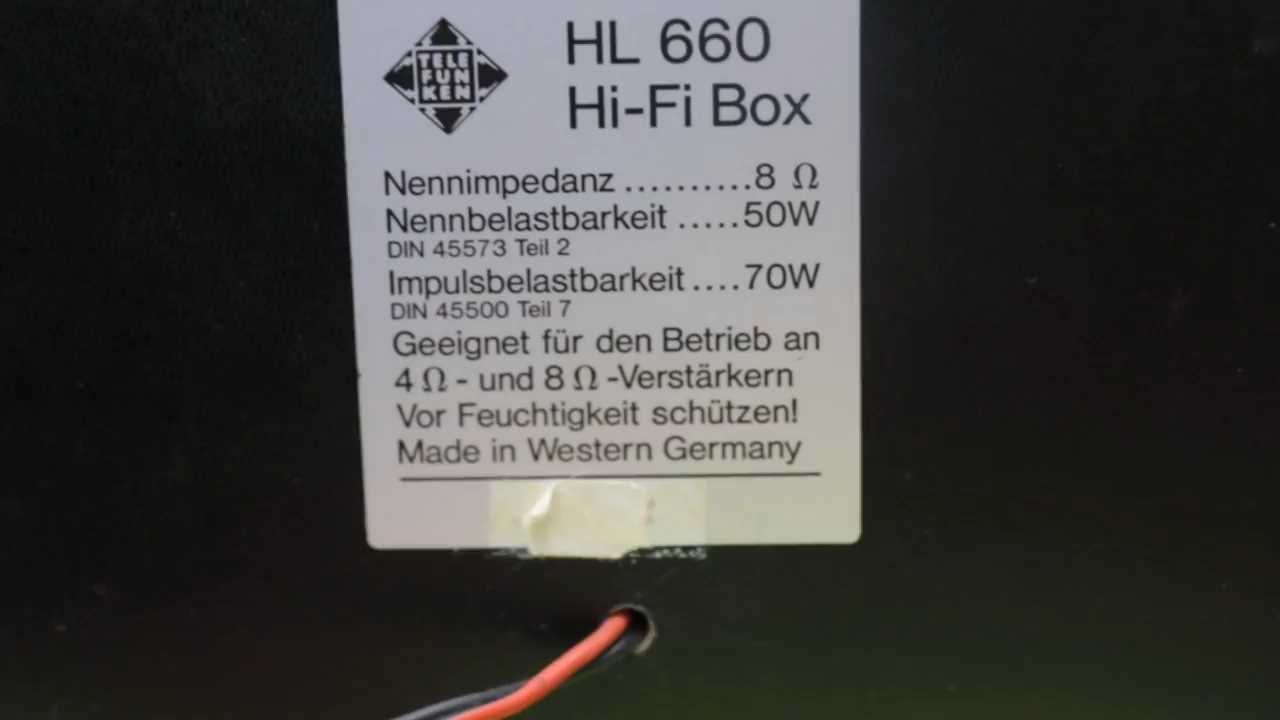 TELE
FUN
KEN
HL 660
Hi-Fi Box
Nennimpedanz ..........8 Ω
Nennbelastbarkeit .....50W
DIN 45573 Teil 2
Impulsbelastbarkeit ....70W
DIN 45500 Teil 7
Geeignet für den Betrieb an
4 Ω - und 8 Ω -Verstärkern
Vor Feuchtigkeit schützen!
Made in Western Germany